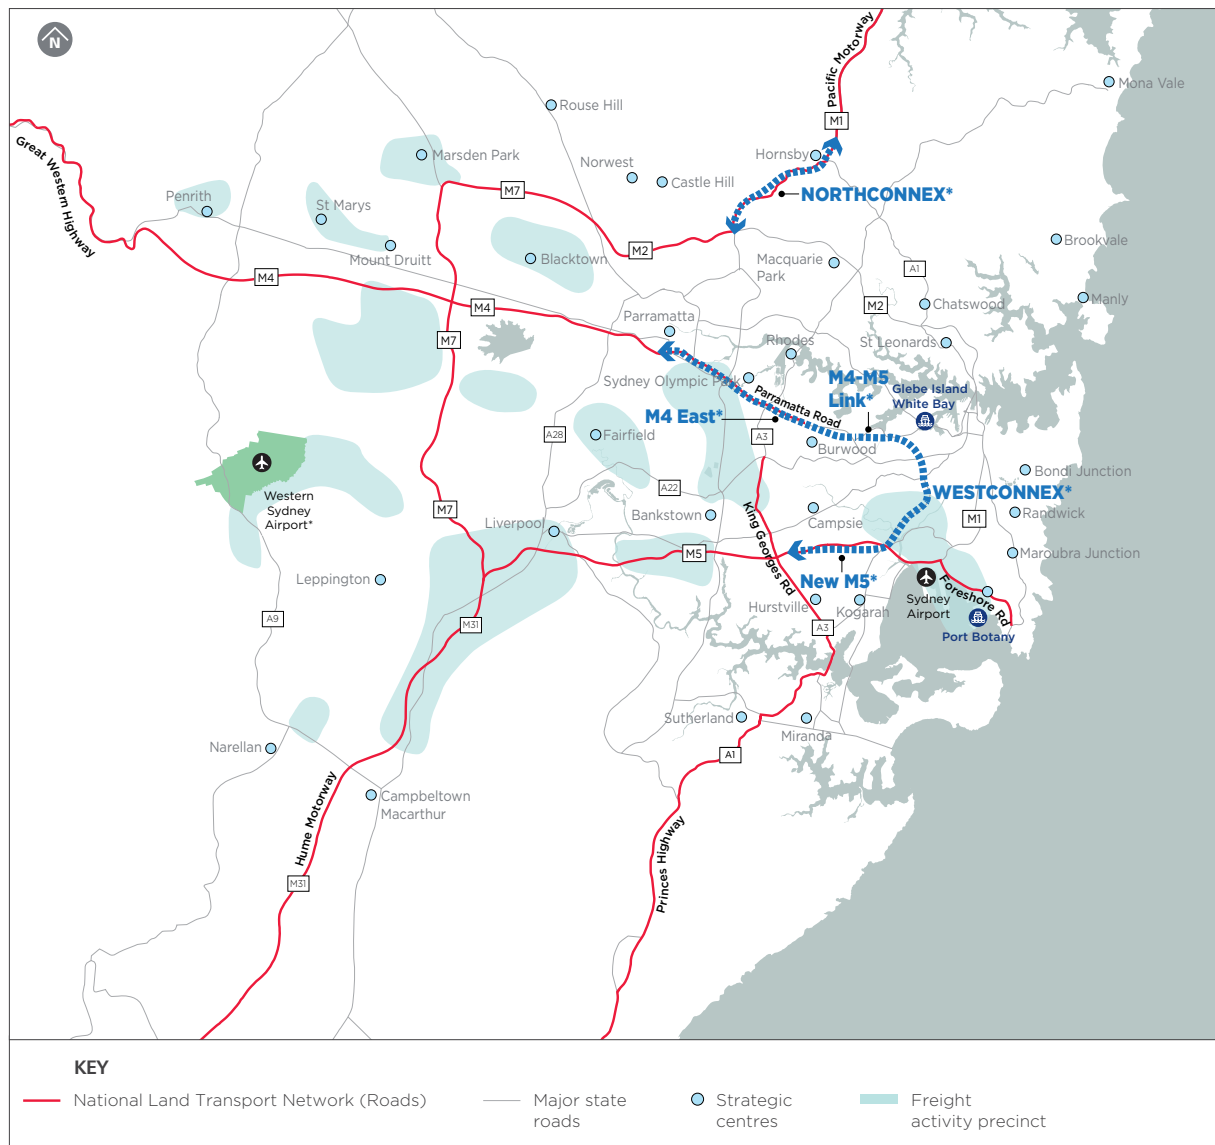 N
Pacific Motorway
Mona Vale
Rouse Hill
M1
Great Western Highway
Marsden Park
Hornsby
Norwest
Castle Hill
M7
NORTHCONNEX*
Penrith
St Marys
Brookvale
Mount Druitt
Blacktown
M2
Macquarie
Park
A1
M4
M4
M2
Chatswood
Manly
Parramatta
M7
Rhodes
St Leonards
Sydney Olympic Park
M4-M5
Link*
Glebe Island
White Bay
Parramatta Road
M4 East*
A28
Fairfield
A3
Burwood
Western
Sydney
Airport*
Bondi Junction
A22
WESTCONNEX*
M7
Liverpool
Bankstown
King Georges Rd
Campsie
M1
Randwick
M5
Maroubra Junction
Leppington
New M5*
Foreshore Rd
Hurstville
Kogarah
Sydney
Airport
A9
M31
A3
Port Botany
Sutherland
Miranda
Narellan
A1
Campbeltown
Macarthur
Hume Motorway
Princes Highway
M31
KEY
National Land Transport Network (Roads)
Major state
roads
Strategic
centres
Freight
activity precinct